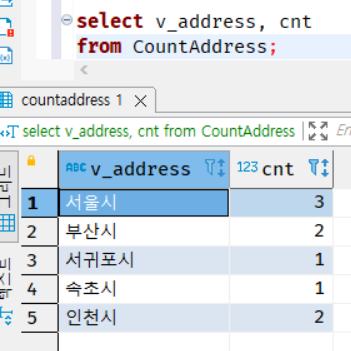 select v_address, cnt
from CountAddress;
countaddress 1
select v_address, cnt from CountAddress
ABC v_address 123 cnt
1 서울시 3
2 부산시 2
3 서귀포시 1
4 속초시 1
5 인천시 2